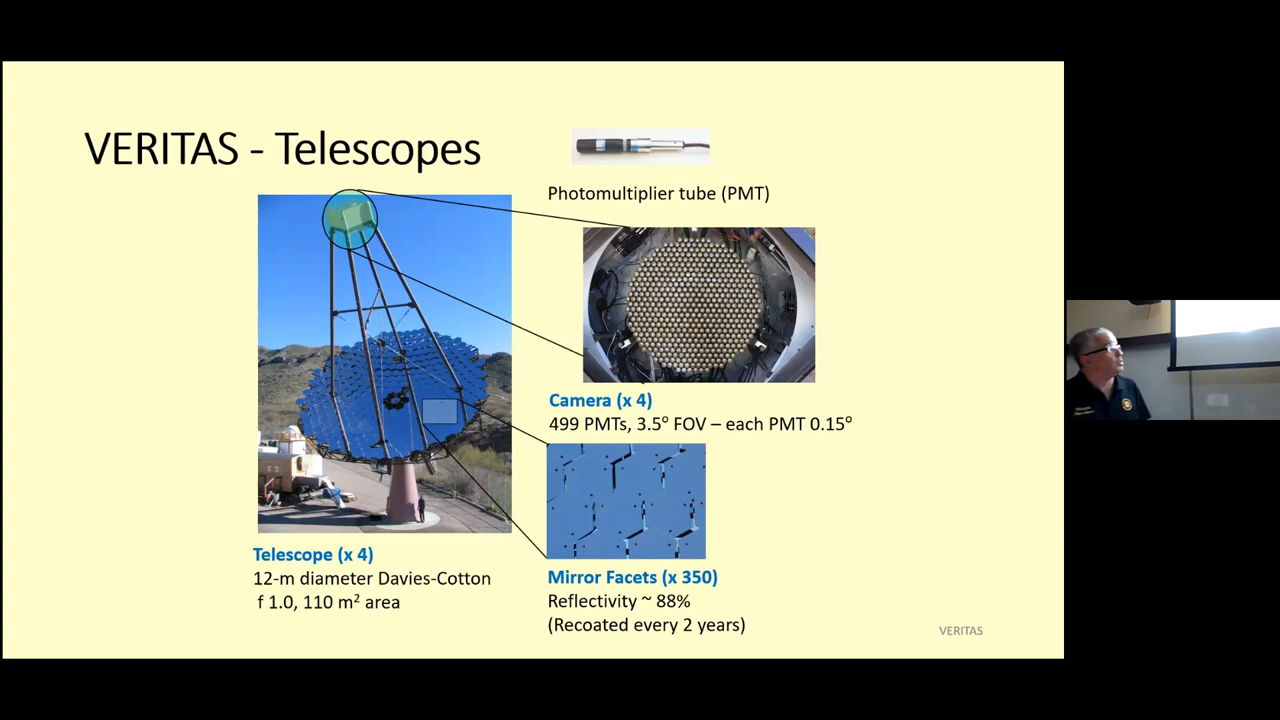 VERITAS - Telescopes
Photomultiplier tube (PMT)
Camera (x 4)
499 PMTs, 3.5° FOV – each PMT 0.15°
Telescope (x 4)
12-m diameter Davies-Cotton
f 1.0, 110 m² area
Mirror Facets (x 350)
Reflectivity ~ 88%
(Recoated every 2 years)
VERITAS